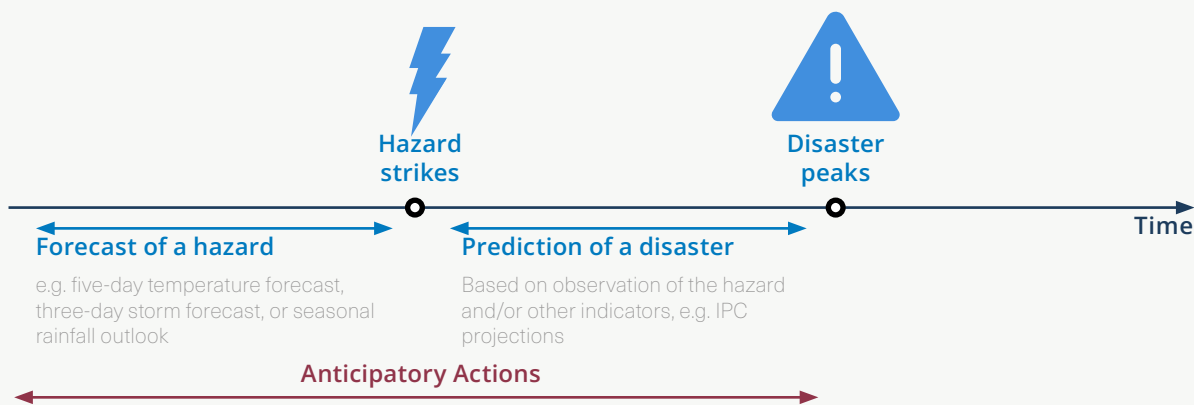 Hazard
strikes
Disaster
peaks
Time
Forecast of a hazard
e.g. five-day temperature forecast,
three-day storm forecast, or seasonal
rainfall outlook
Prediction of a disaster
Based on observation of the hazard
and/or other indicators, e.g. IPC
projections
Anticipatory Actions